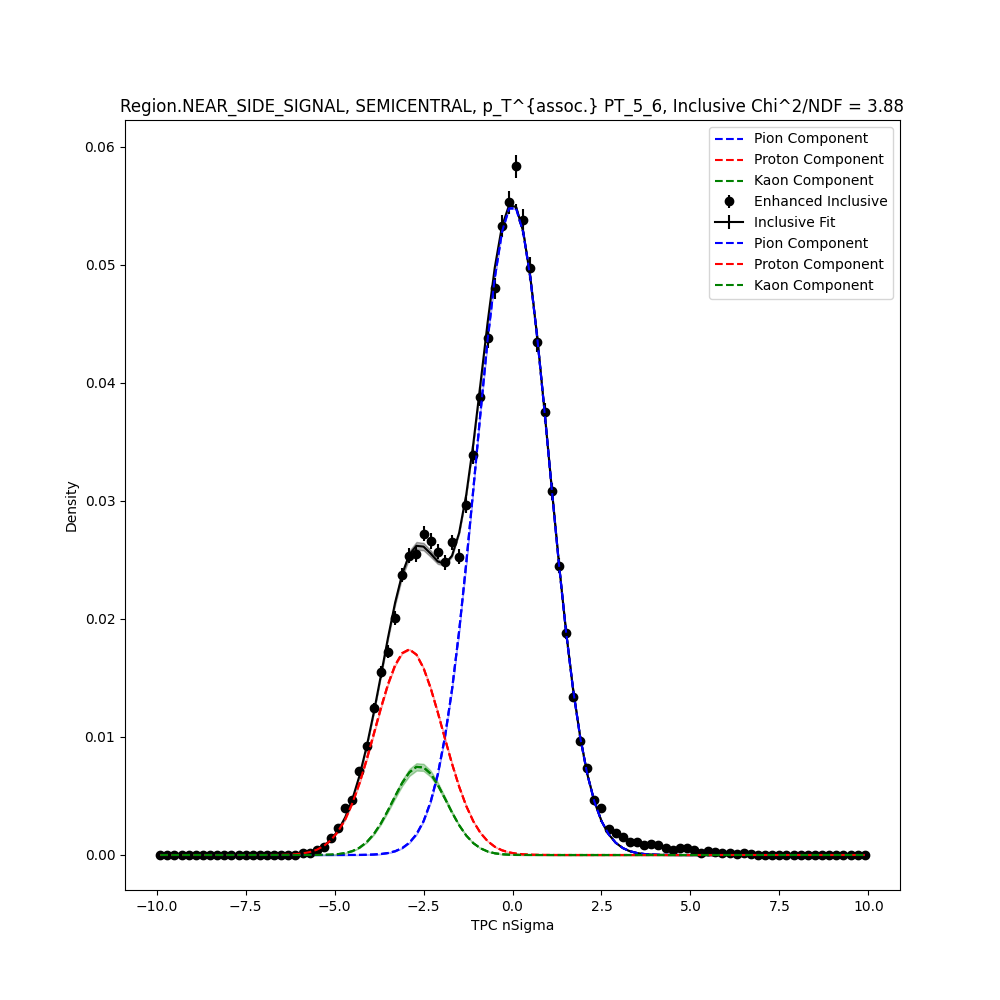 Region.NEAR_SIDE_SIGNAL, SEMICENTRAL, p_T^{assoc.} PT_5_6, Inclusive Chi^2/NDF = 3.88
Pion Component
Proton Component
Kaon Component
Enhanced Inclusive
Inclusive Fit
Pion Component
Proton Component
Kaon Component
0.06
0.05
0.04
0.03
0.02
0.01
0.00
Density
−10.0 −7.5 −5.0 −2.5 0.0 2.5 5.0 7.5 10.0
TPC nSigma